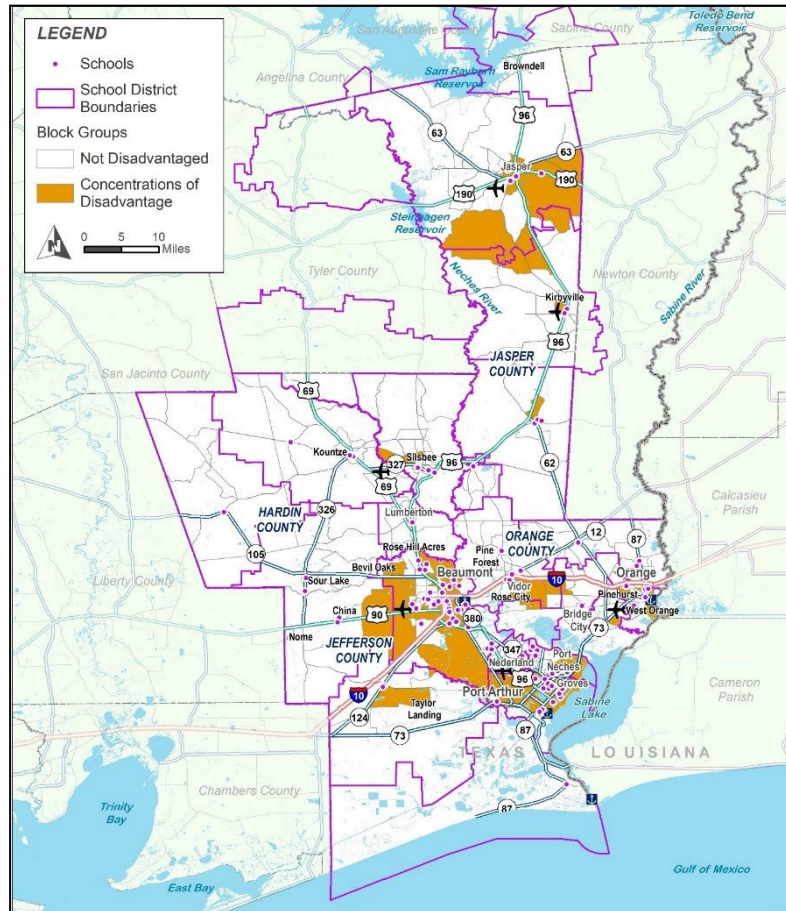 LEGEND
Schools
School District
Boundaries
Block Groups
Not Disadvantaged
Concentrations of
Disadvantage
N
0 5 10
Miles
San Augustine County
Sabine County
Toledo Bend
Reservoir
Angelina County
Sam Rayburn
Reservoir
Browndell
96
63
63
Jasper
190
190
Steinhagen
Reservoir
Tyler County
Neches River
Newton County
Sabine River
Kirbyville
96
JASPER
COUNTY
San Jacinto County
69
Kountze
327
Silsbee
96
69
62
HARDIN
COUNTY
326
Lumberton
Calcasieu
Parish
ORANGE
COUNTY
12
87
105
Rose Hill Acres
Pine
Forest
Liberty County
Bevil Oaks
Beaumont
10
Orange
Sour Lake
Vidor
Rose City
Pinehurst
West Orange
China
90
380
Bridge
City
73
Nome
JEFFERSON
COUNTY
347
Port
Neches
Nederland
96
Groves
Cameron
Parish
10
Port Arthur
Sabine
Lake
124
Taylor
Landing
73
87
TEXAS
LOUISIANA
Chambers County
Trinity
Bay
87
East Bay
Gulf of Mexico